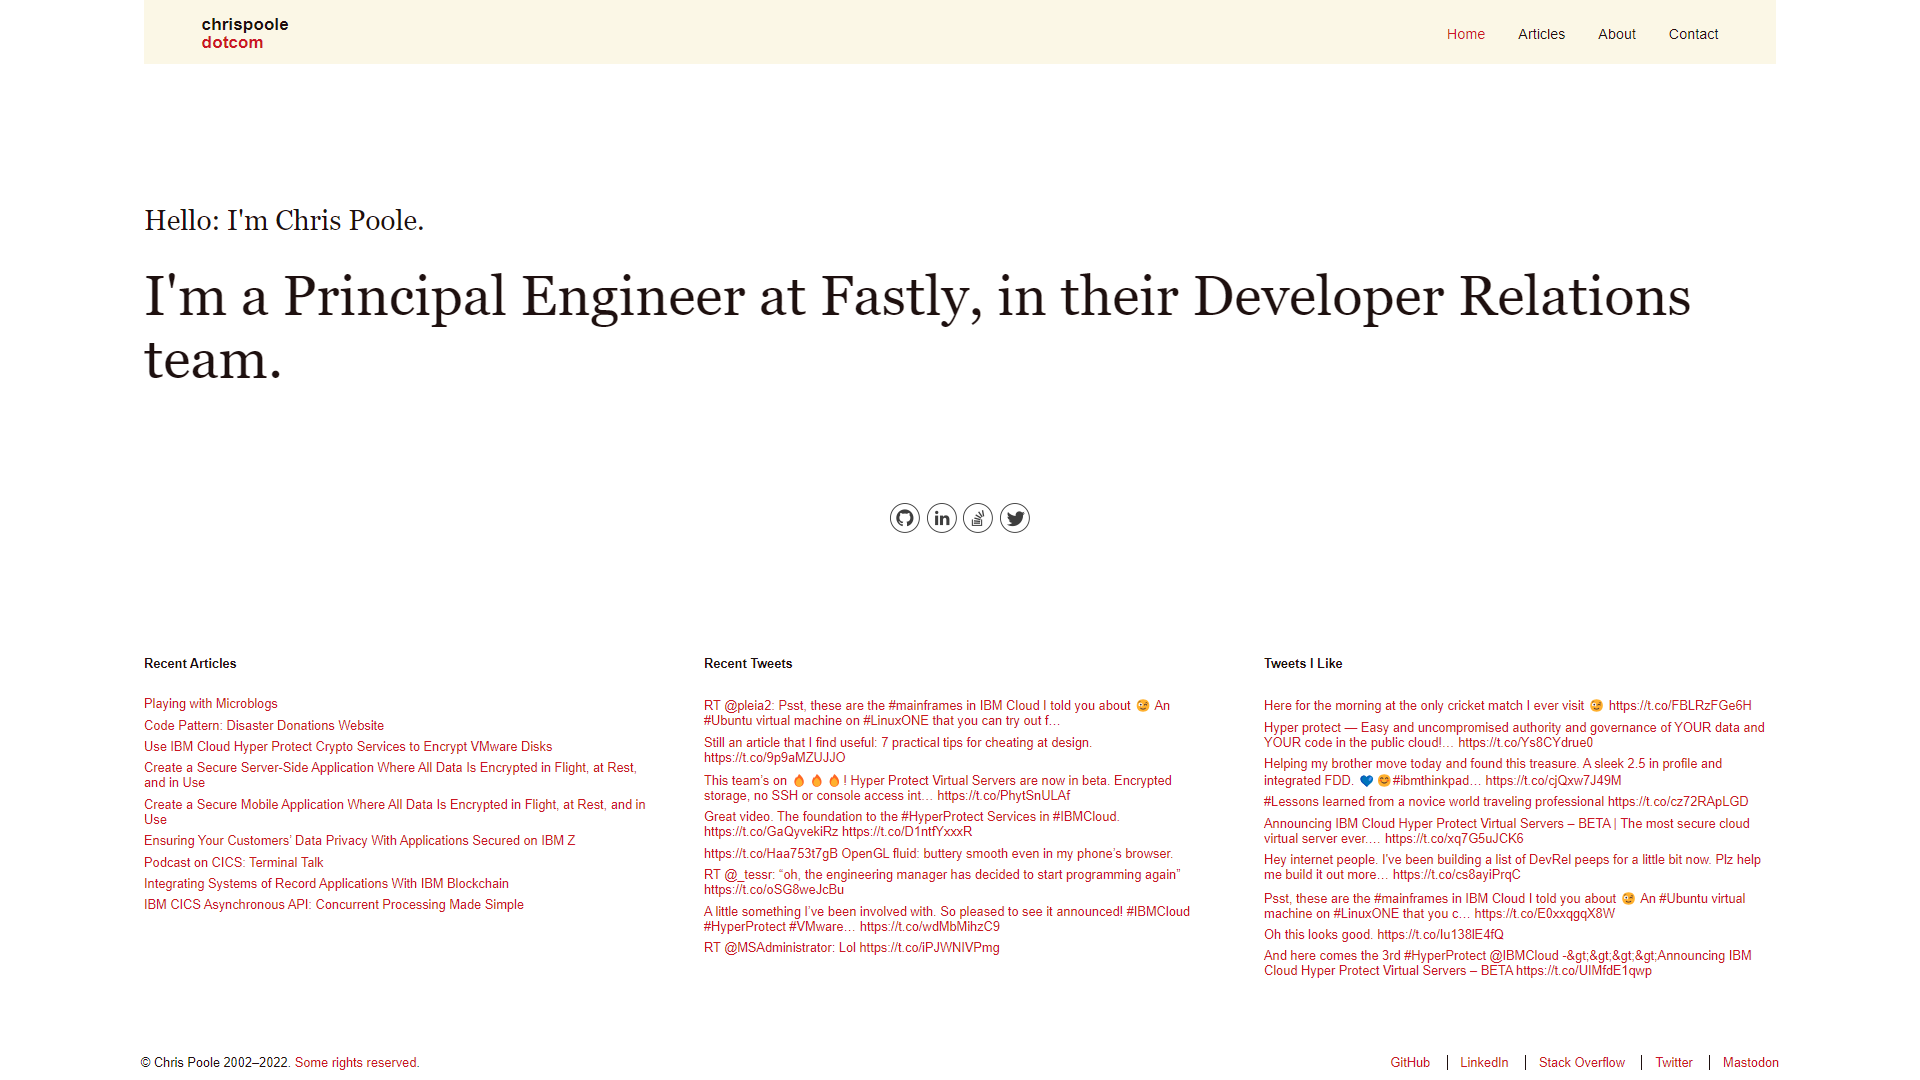 chrispoole
dotcom
Home
Articles
About
Contact
Hello: I'm Chris Poole.
I'm a Principal Engineer at Fastly, in their Developer Relations
team.
Recent Articles
Playing with Microblogs
Code Pattern: Disaster Donations Website
Use IBM Cloud Hyper Protect Crypto Services to Encrypt VMware Disks
Create a Secure Server-Side Application Where All Data Is Encrypted in Flight, at Rest,
and in Use
Create a Secure Mobile Application Where All Data Is Encrypted in Flight, at Rest, and in
Use
Ensuring Your Customers’ Data Privacy With Applications Secured on IBM Z
Podcast on CICS: Terminal Talk
Integrating Systems of Record Applications With IBM Blockchain
IBM CICS Asynchronous API: Concurrent Processing Made Simple
Recent Tweets
RT @pleia2: Psst, these are the #mainframes in IBM Cloud I told you about 😉 An
#Ubuntu virtual machine on #LinuxONE that you can try out f…
Still an article that I find useful: 7 practical tips for cheating at design.
https://t.co/9p9aMZUJJO
This team’s on 🔥🔥🔥! Hyper Protect Virtual Servers are now in beta. Encrypted
storage, no SSH or console access int… https://t.co/PhytSnULAf
Great video. The foundation to the #HyperProtect Services in #IBMCloud.
https://t.co/GaQyvekiRz https://t.co/D1ntfYxxxR
https://t.co/Haa753t7gB OpenGL fluid: buttery smooth even in my phone’s browser.
RT @_tessr: “oh, the engineering manager has decided to start programming again”
https://t.co/oSG8weJcBu
A little something I’ve been involved with. So pleased to see it announced! #IBMCloud
#HyperProtect #VMware… https://t.co/wdMbMihzC9
RT @MSAdministrator: Lol https://t.co/iPJWNIVPmg
Tweets I Like
Here for the morning at the only cricket match I ever visit 😉 https://t.co/FBLRzFGe6H
Hyper protect — Easy and uncompromised authority and governance of YOUR data and
YOUR code in the public cloud!… https://t.co/Ys8CYdrue0
Helping my brother move today and found this treasure. A sleek 2.5 in profile and
integrated FDD. 💙😊#ibmthinkpad… https://t.co/cjQxw7J49M
#Lessons learned from a novice world traveling professional https://t.co/cz72RApLGD
Announcing IBM Cloud Hyper Protect Virtual Servers – BETA | The most secure cloud
virtual server ever.… https://t.co/xq7G5uJCK6
Hey internet people. I've been building a list of DevRel peeps for a little bit now. Plz help
me build it out more… https://t.co/cs8ayiPrqC
Psst, these are the #mainframes in IBM Cloud I told you about 😉 An #Ubuntu virtual
machine on #LinuxONE that you c… https://t.co/E0xxqgqX8W
Oh this looks good. https://t.co/Iu138lE4fQ
And here comes the 3rd #HyperProtect @IBMCloud -&gt;&gt;&gt;&gt;Announcing IBM
Cloud Hyper Protect Virtual Servers – BETA https://t.co/UlMfdE1qwp
© Chris Poole 2002–2022. Some rights reserved.
GitHub
LinkedIn
Stack Overflow
Twitter
Mastodon